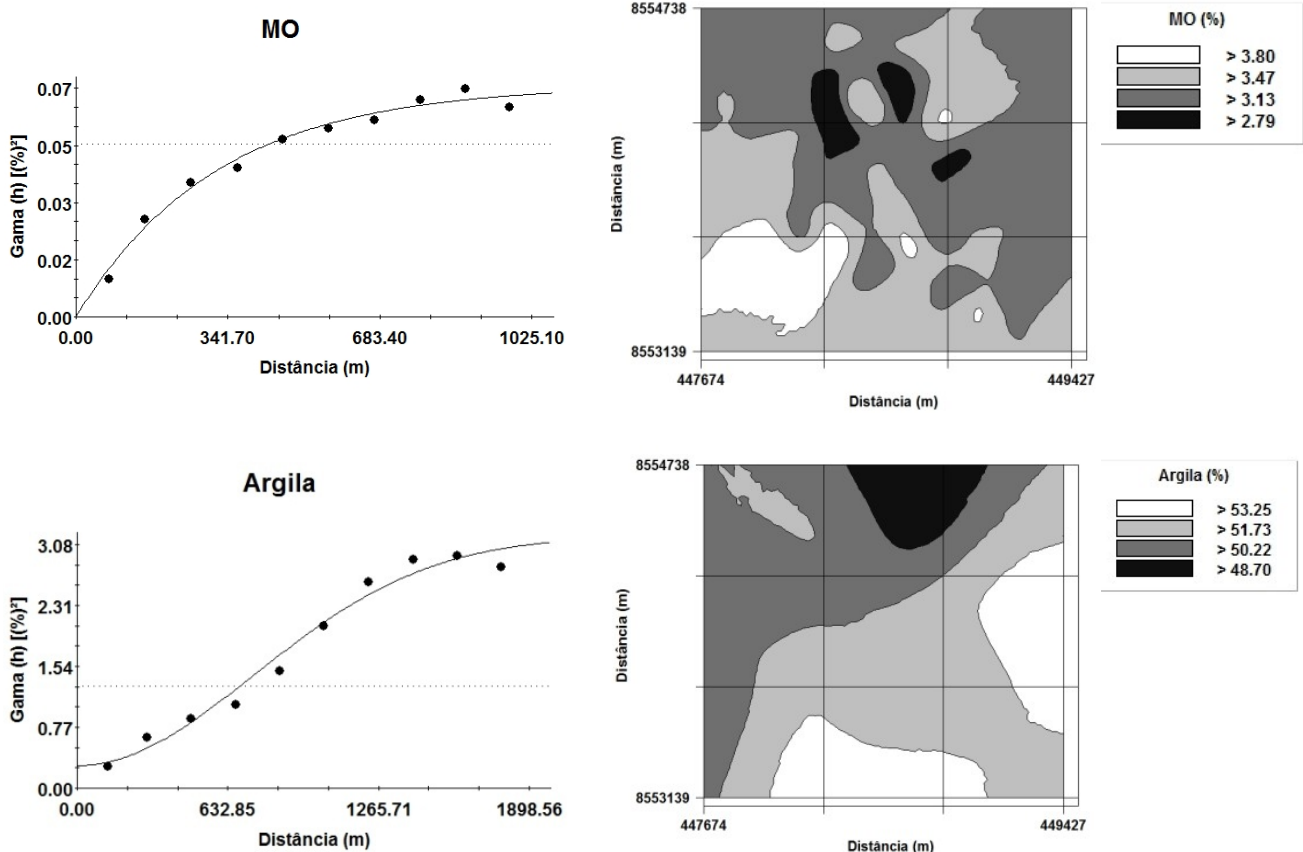 MO
Gama (h) [(%)²]
0.07
0.05
0.03
0.02
0.00
0.00 341.70 683.40 1025.10
Distância (m)
8554738
Distância (m)
8553139
447674 449427
Distância (m)
MO (%)
> 3.80
> 3.47
> 3.13
> 2.79
Argila
Gama (h) [(%)²]
3.08
2.31
1.54
0.77
0.00
0.00 632.85 1265.71 1898.56
Distância (m)
8554738
Distância (m)
8553139
447674 449427
Distância (m)
Argila (%)
> 53.25
> 51.73
> 50.22
> 48.70